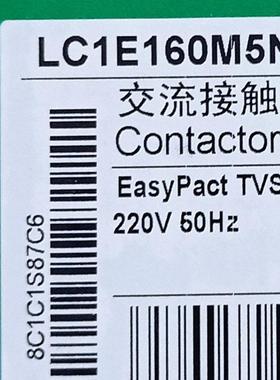 LC1E160M5N
交流接触
Contactor
EasyPact TVS
220V 50Hz
8C1C1S87C6